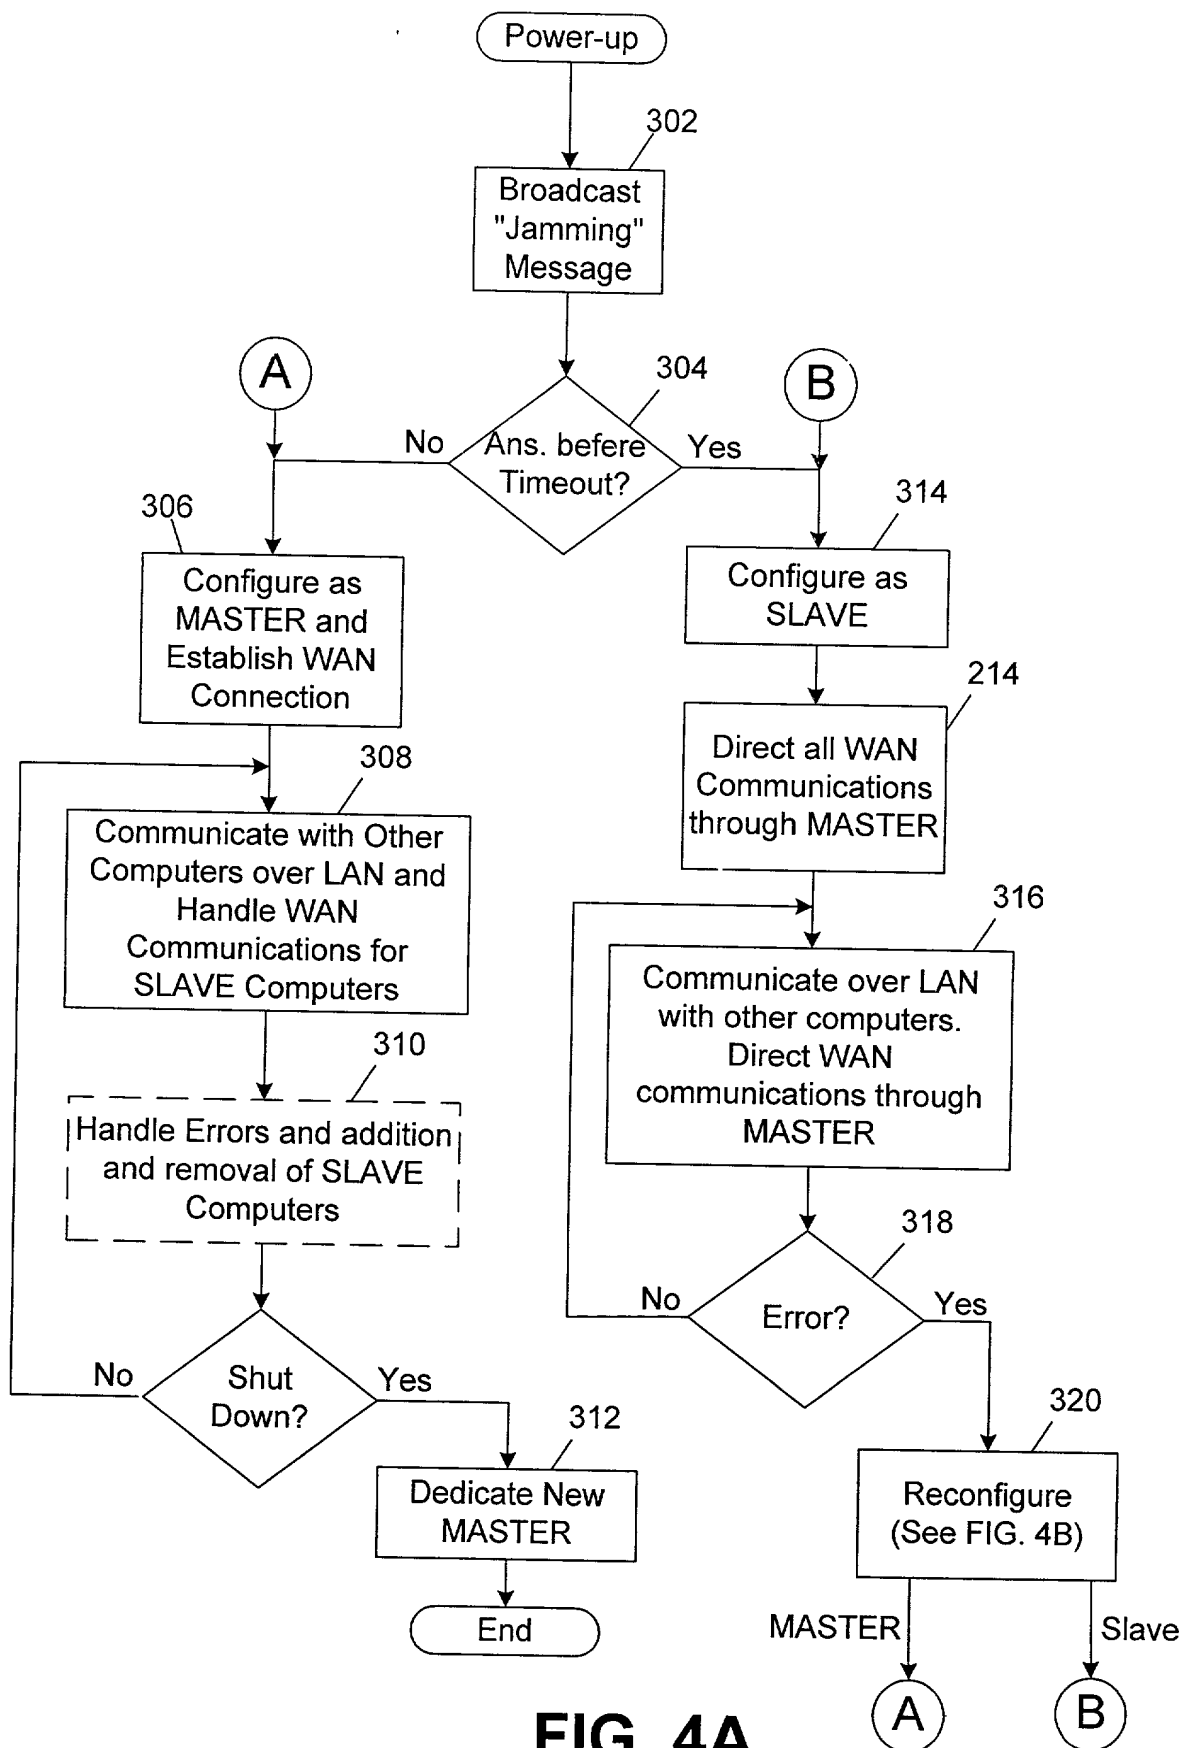 Power-up
302
Broadcast
"Jamming"
Message
A
304
B
No
Ans. befere
Timeout?
Yes
306
314
Configure as
MASTER and
Establish WAN
Connection
Configure as
SLAVE
214
Direct all WAN
Communications
through MASTER
308
Communicate with Other
Computers over LAN and
Handle WAN
Communications for
SLAVE Computers
316
Communicate over LAN
with other computers.
Direct WAN
communications through
MASTER
310
Handle Errors and addition
and removal of SLAVE
Computers
318
No
Error?
Yes
No
Shut
Down?
Yes
312
Dedicate New
MASTER
End
320
Reconfigure
(See FIG. 4B)
MASTER
Slave
A
B
FIG. 4A